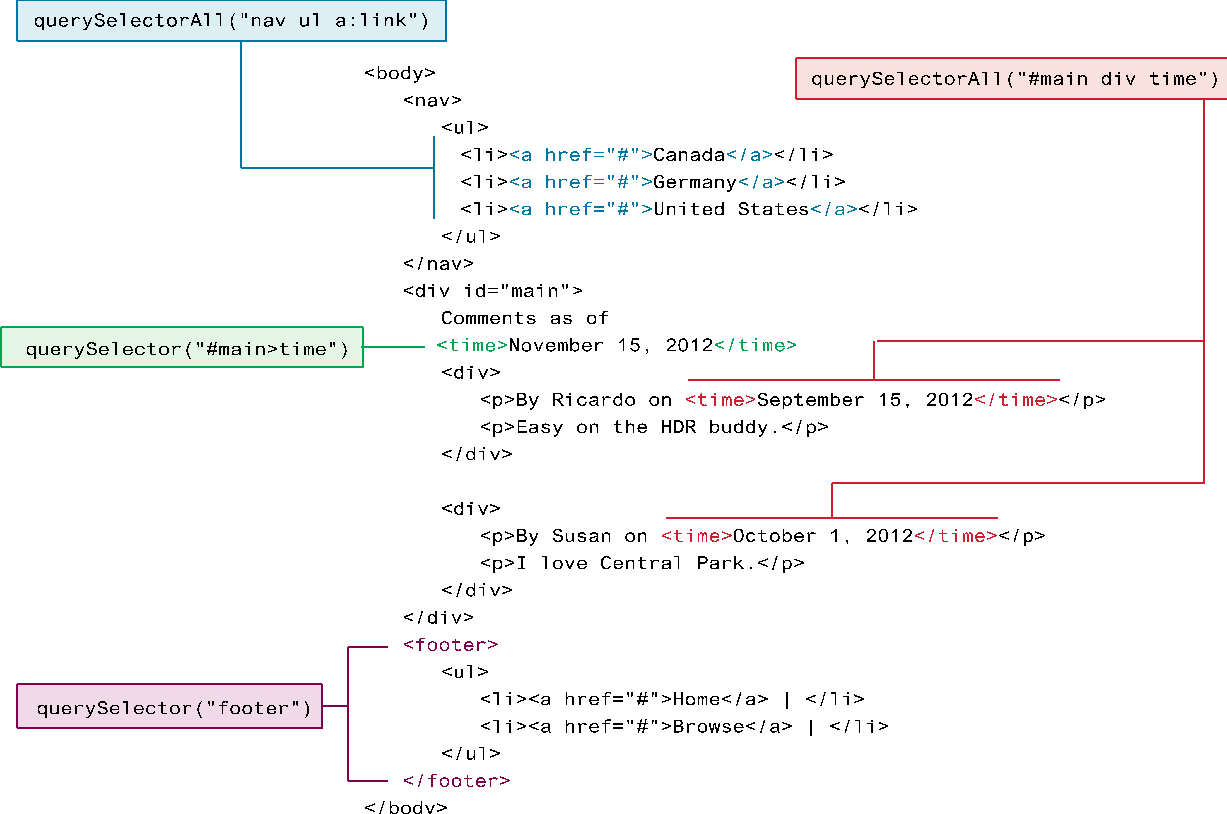 querySelectorAll("nav ul a:link")
querySelectorAll("#main div time")
<body>
<nav>
<ul>
<li><a href="#">Canada</a></li>
<li><a href="#">Germany</a></li>
<li><a href="#">United States</a></li>
</ul>
</nav>
<div id="main">
Comments as of
querySelector("#main>time")
<time>November 15, 2012</time>
<div>
<p>By Ricardo on <time>September 15, 2012</time></p>
<p>Easy on the HDR buddy.</p>
</div>
<div>
<p>By Susan on <time>October 1, 2012</time></p>
<p>I love Central Park.</p>
</div>
</div>
<footer>
<ul>
<li><a href="#">Home</a> | </li>
querySelector("footer")
<li><a href="#">Browse</a> | </li>
</ul>
</footer>
</body>